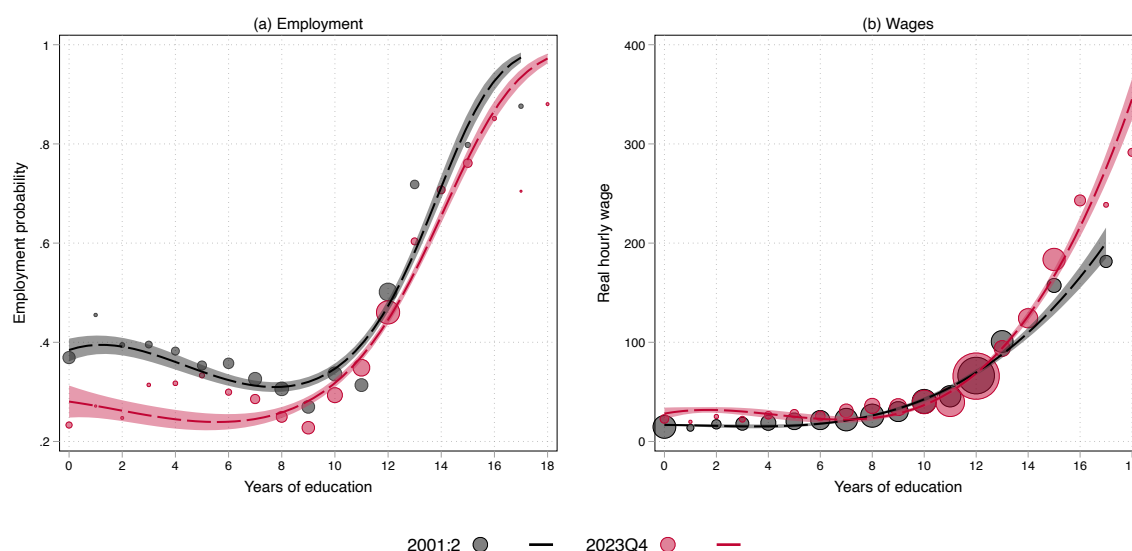 (a) Employment
(b) Wages
1
.8
.6
.4
.2
Employment probability
0 2 4 6 8 10 12 14 16 18
Years of education
400
300
200
100
0
Real hourly wage
0 2 4 6 8 10 12 14 16
Years of education
2001:2
2023Q4